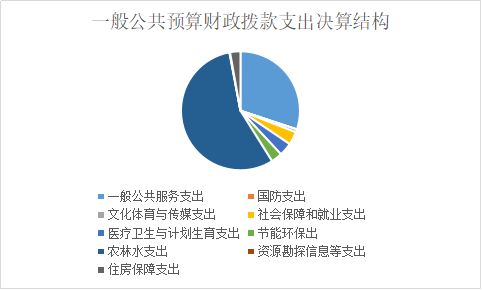 一般公共预算财政拨款支出决算结构
一般公共服务支出 国防支出
文化体育与传媒支出 社会保障和就业支出
医疗卫生与计划生育支出 节能环保出
农林水支出 资源勘探信息等支出
住房保障支出